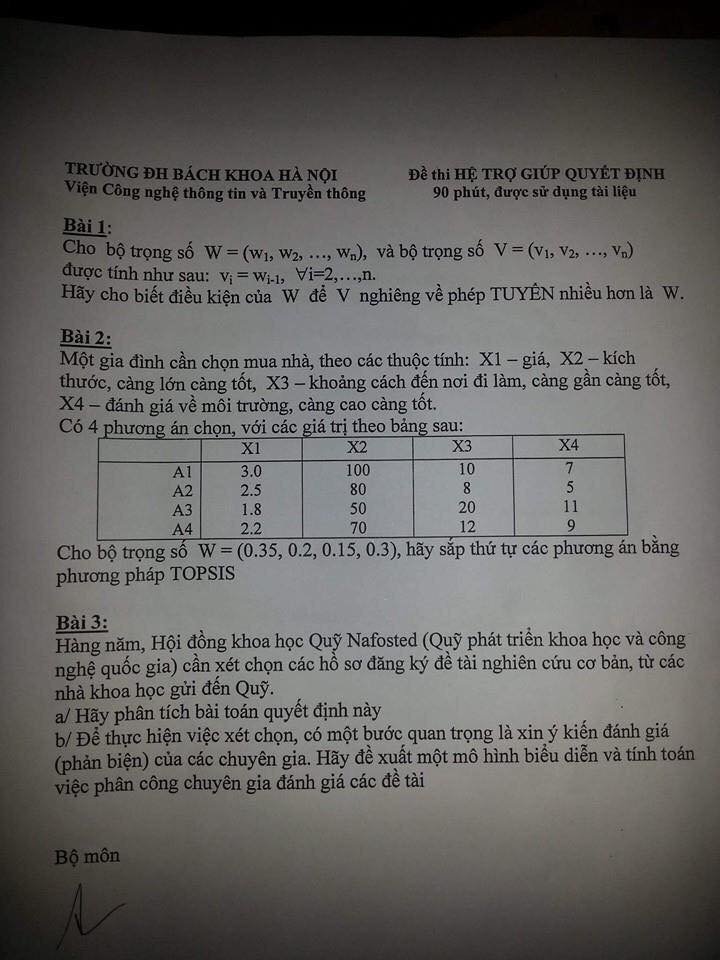 TRƯỜNG ĐH BÁCH KHOA HÀ NỘI Đề thi HỆ TRỢ GIÚP QUYẾT ĐỊNH
Viện Công nghệ thông tin và Truyền thông 90 phút, được sử dụng tài liệu
Bài 1:
Cho bộ trọng số W = (w₁, w₂, …, wₙ), và bộ trọng số V = (v₁, v₂, …, vₙ)
được tính như sau: vᵢ = wᵢ₋₁, ∀i=2,…,n.
Hãy cho biết điều kiện của W để V nghiêng về phép TUYỂN nhiều hơn là W.
Bài 2:
Một gia đình cần chọn mua nhà, theo các thuộc tính: X1 – giá, X2 – kích
thước, càng lớn càng tốt, X3 – khoảng cách đến nơi đi làm, càng gần càng tốt,
X4 – đánh giá về môi trường, càng cao càng tốt.
Có 4 phương án chọn, với các giá trị theo bảng sau:
X1 X2 X3 X4
A1 3.0 100 10 7
A2 2.5 80 8 5
A3 1.8 50 20 11
A4 2.2 70 12 9
Cho bộ trọng số W = (0.35, 0.2, 0.15, 0.3), hãy sắp thứ tự các phương án bằng
phương pháp TOPSIS
Bài 3:
Hàng năm, Hội đồng khoa học Quỹ Nafosted (Quỹ phát triển khoa học và công
nghệ quốc gia) cần xét chọn các hồ sơ đăng ký đề tài nghiên cứu cơ bản, từ các
nhà khoa học gửi đến Quỹ.
a/ Hãy phân tích bài toán quyết định này
b/ Để thực hiện việc xét chọn, có một bước quan trọng là xin ý kiến đánh giá
(phản biện) của các chuyên gia. Hãy đề xuất một mô hình biểu diễn và tính toán
việc phân công chuyên gia đánh giá các đề tài
Bộ môn